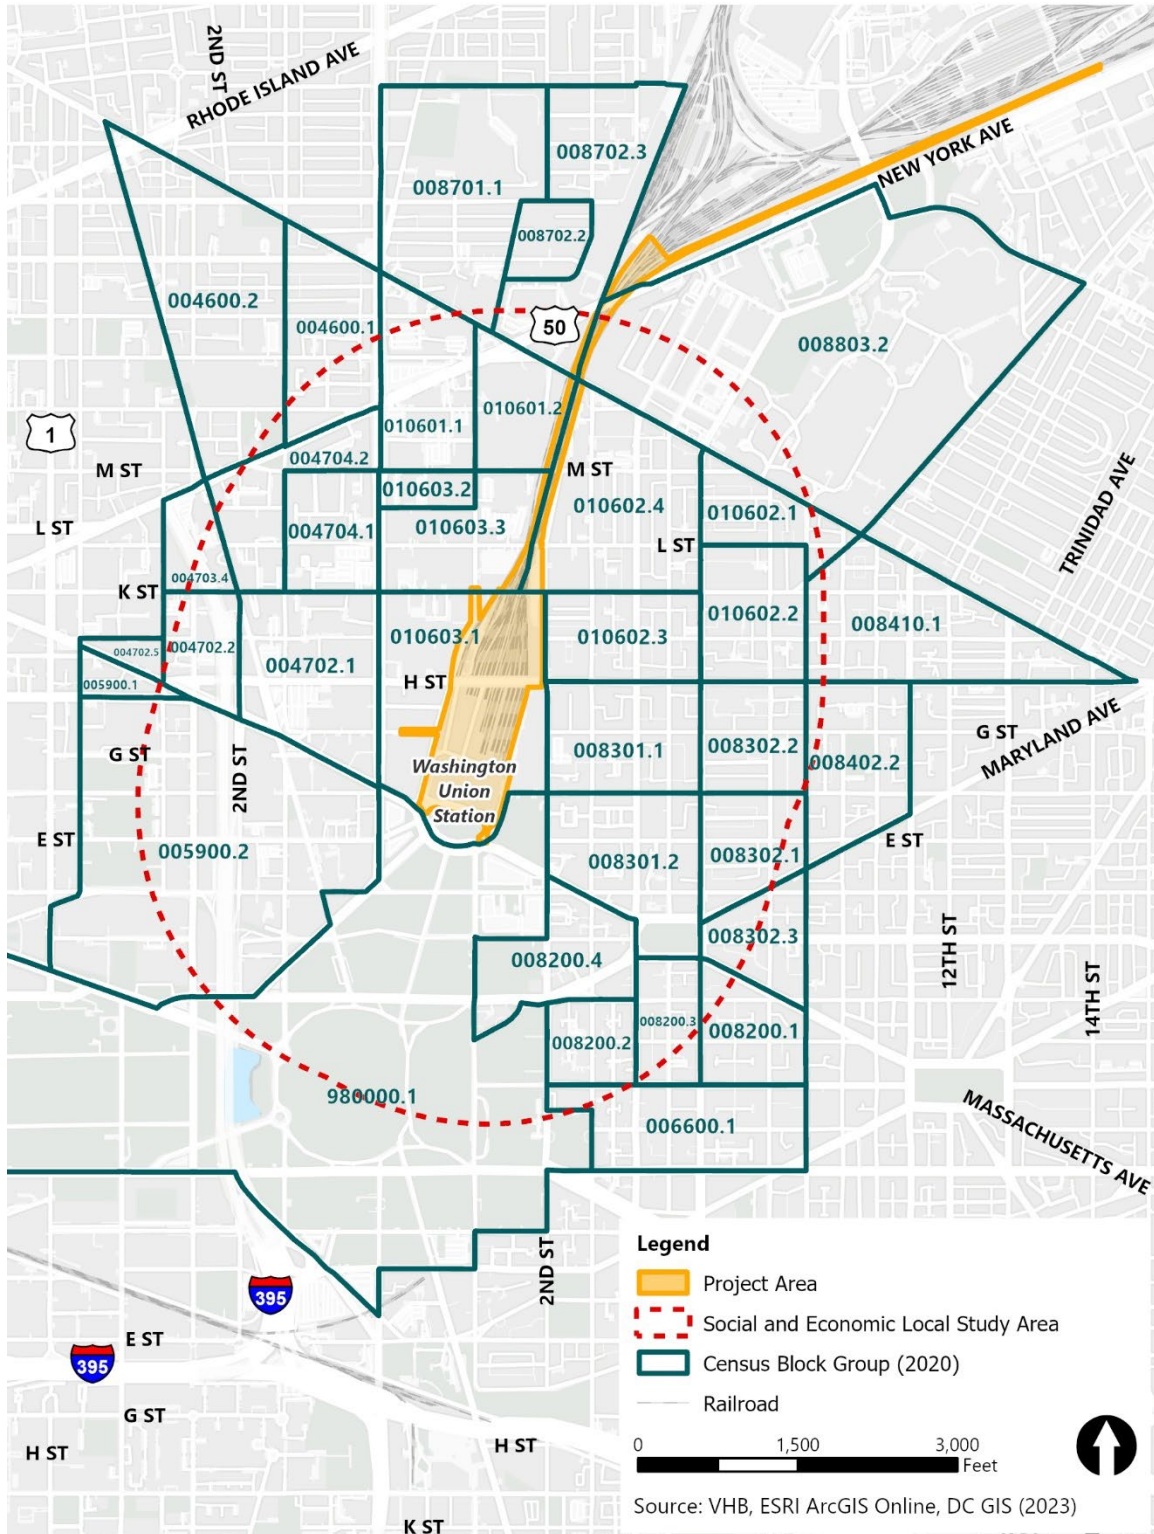 2ND ST
RHODE ISLAND AVE
008702.3
NEW YORK AVE
008701.1
008702.2
004600.2
004600.1
50
008803.2
1
010601.1
010601.2
004704.2
M ST
M ST
TRINIDAD AVE
010603.2
010602.4
010602.1
L ST
004704.1
010603.3
L ST
004703.4
K ST
010602.2
004702.5
004702.2
004702.1
010603.1
010602.3
008410.1
005900.1
H ST
G ST
2ND ST
008301.1
008302.2
008402.2
G ST
MARYLAND AVE
Washington
Union
Station
E ST
005900.2
008301.2
008302.1
E ST
008302.3
12TH ST
14TH ST
008200.4
008200.3
008200.2
008200.1
980000.1
006600.1
MASSACHUSETTS AVE
2ND ST
395
E ST
395
G ST
H ST
H ST
K ST
Legend
Project Area
Social and Economic Local Study Area
Census Block Group (2020)
Railroad
0 1,500 3,000
Feet
Source: VHB, ESRI ArcGIS Online, DC GIS (2023)